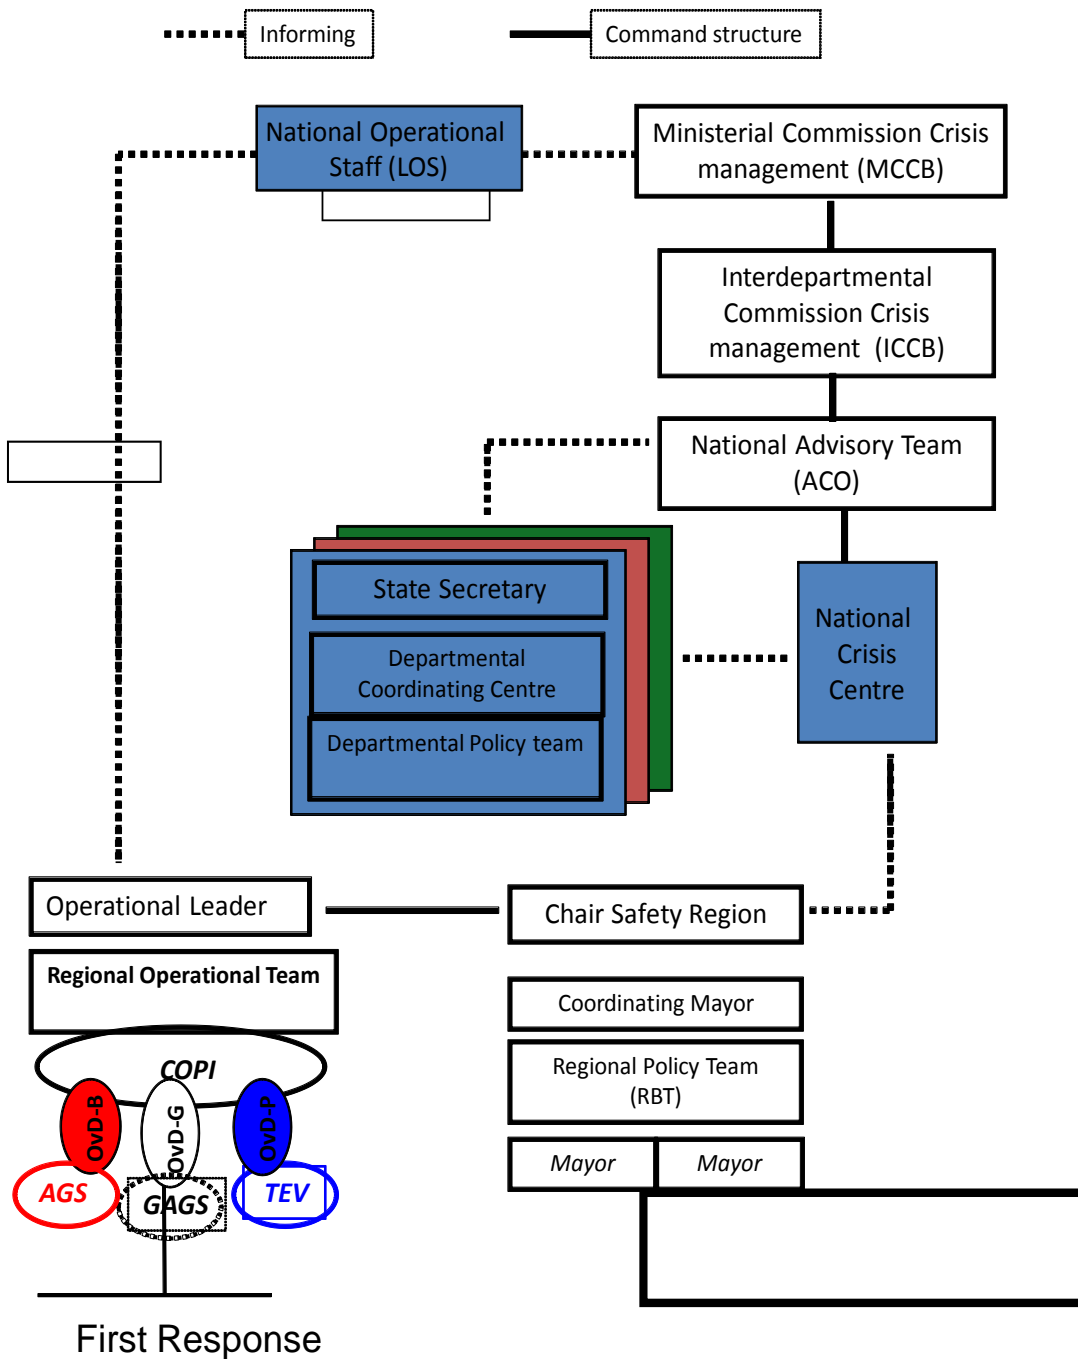 Informing
Command structure
National Operational
Staff (LOS)
Ministerial Commission Crisis
management (MCCB)
Interdepartmental
Commission Crisis
management (ICCB)
National Advisory Team
(ACO)
State Secretary
Departmental
Coordinating Centre
Departmental Policy team
National
Crisis
Centre
Operational Leader
Chair Safety Region
Regional Operational Team
Coordinating Mayor
Regional Policy Team
(RBT)
Mayor
Mayor
COPI
OvD-B
OvD-G
OvD-P
AGS
GAGS
TEV
First Response